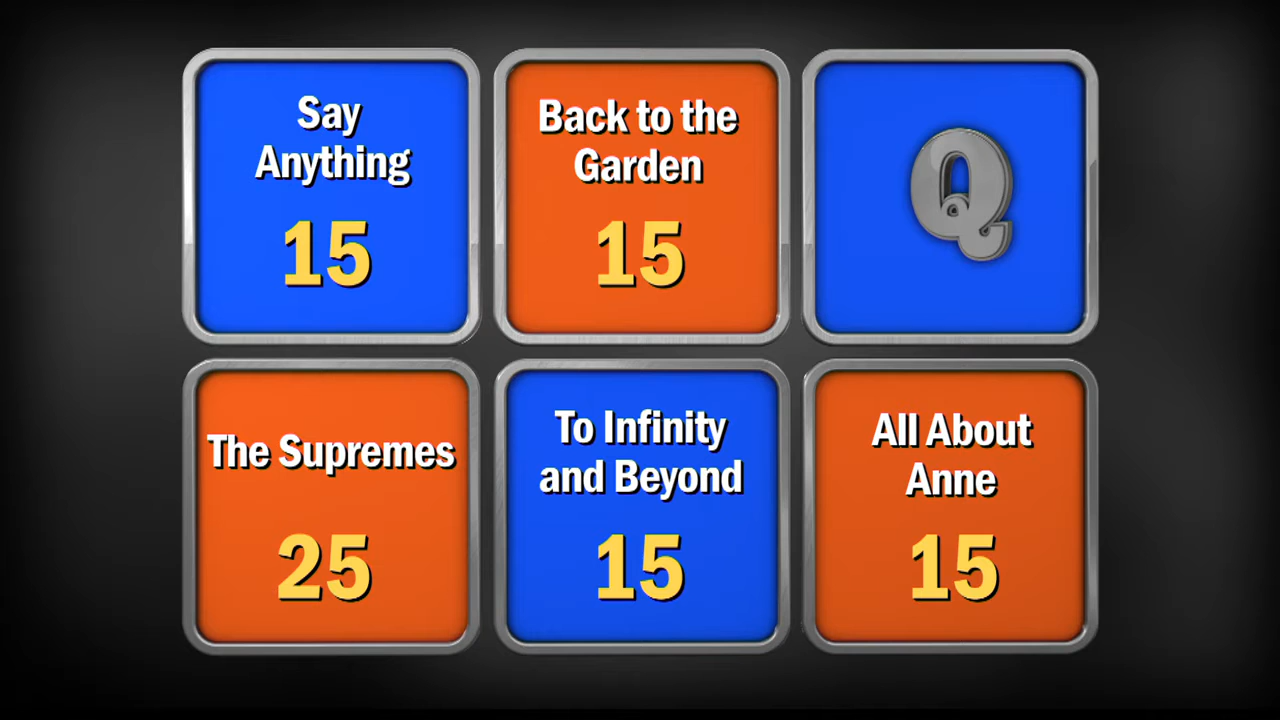 Say
Anything
15
Back to the
Garden
15
Q
The Supremes
25
To Infinity
and Beyond
15
All About
Anne
15